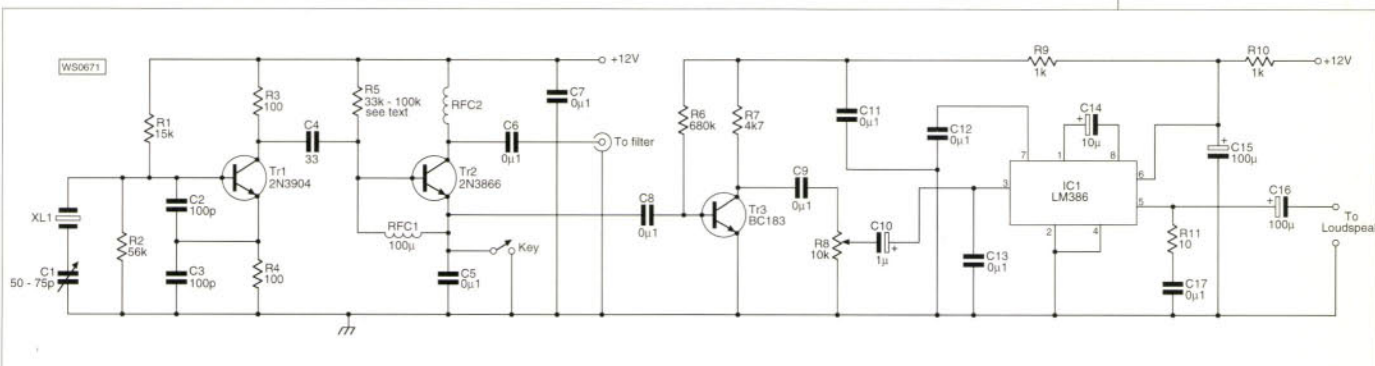 WS0671
R1
15k
R2
56k
XL1
C1
50 - 75p
C2
100p
C3
100p
R3
100
Tr1
2N3904
R4
100
C4
33
R5
33k - 100k
see text
RFC2
C6
0µ1
Tr2
2N3866
RFC1
100µ
Key
C5
0µ1
C7
0µ1
+12V
To filter
C8
0µ1
R6
680k
R7
4k7
Tr3
BC183
C9
0µ1
R8
10k
C10
+
1µ
C11
0µ1
C12
0µ1
C13
0µ1
R9
1k
R10
1k
+12V
C14
+
10µ
7
1
8
3
IC1
LM386
6
5
2
4
+
C15
100µ
R11
10
C17
0µ1
C16
+
100µ
To
Loudspeak